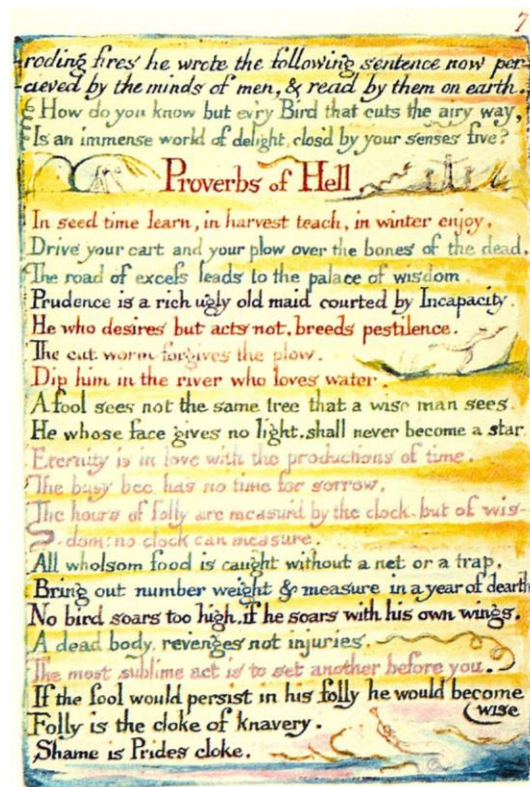 7
roding fires he wrote the following sentence now per-
cieved by the minds of men, & read by them on earth.
How do you know but ev'ry Bird that cuts the airy way,
Is an immense world of delight, clos'd by your senses five?
Proverbs of Hell
In seed time learn, in harvest teach, in winter enjoy.
Drive your cart and your plow over the bones of the dead.
The road of excess leads to the palace of wisdom
Prudence is a rich ugly old maid courted by Incapacity.
He who desires but acts not, breeds pestilence.
The cut worm forgives the plow.
Dip him in the river who loves water.
A fool sees not the same tree that a wise man sees.
He whose face gives no light, shall never become a star.
Eternity is in love with the productions of time.
The busy bee has no time for sorrow.
The hours of folly are measur'd by the clock, but of wis-
-dom: no clock can measure.
All wholsom food is caught without a net or a trap.
Bring out number weight & measure in a year of dearth
No bird soars too high, if he soars with his own wings.
A dead body, revenges not injuries.
The most sublime act is to set another before you.
If the fool would persist in his folly he would become
wise
Folly is the cloke of knavery.
Shame is Prides cloke.